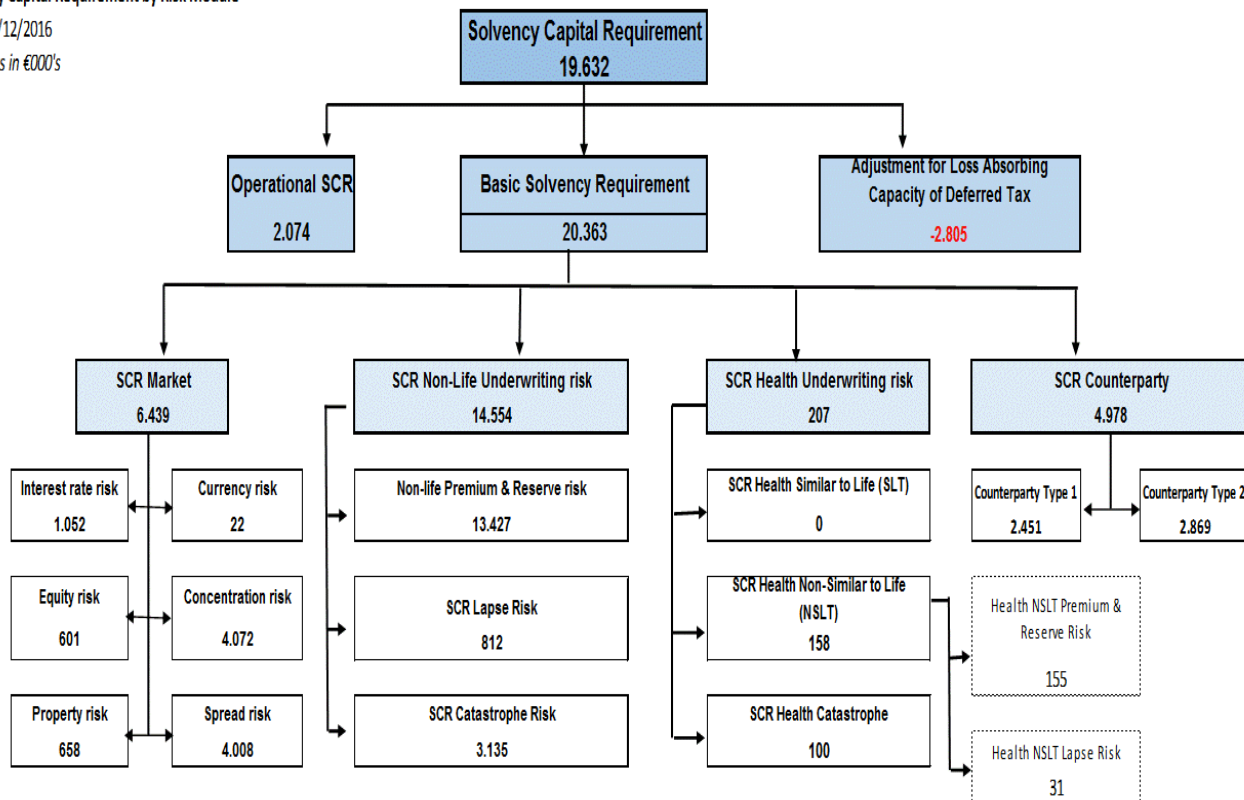 Capital Requirement by Risk Module
/12/2016
in €000's
Solvency Capital Requirement
19.632
Operational SCR
2.074
Basic Solvency Requirement
20.363
Adjustment for Loss Absorbing
Capacity of Deferred Tax
-2.805
SCR Market
6.439
SCR Non-Life Underwriting risk
14.554
SCR Health Underwriting risk
207
SCR Counterparty
4.978
Interest rate risk
1.052
Currency risk
22
Non-life Premium & Reserve risk
13.427
SCR Health Similar to Life (SLT)
0
Counterparty Type 1
2.451
Counterparty Type 2
2.869
Equity risk
601
Concentration risk
4.072
SCR Lapse Risk
812
SCR Health Non-Similar to Life
(NSLT)
158
Health NSLT Premium &
Reserve Risk
155
Property risk
658
Spread risk
4.008
SCR Catastrophe Risk
3.135
SCR Health Catastrophe
100
Health NSLT Lapse Risk
31